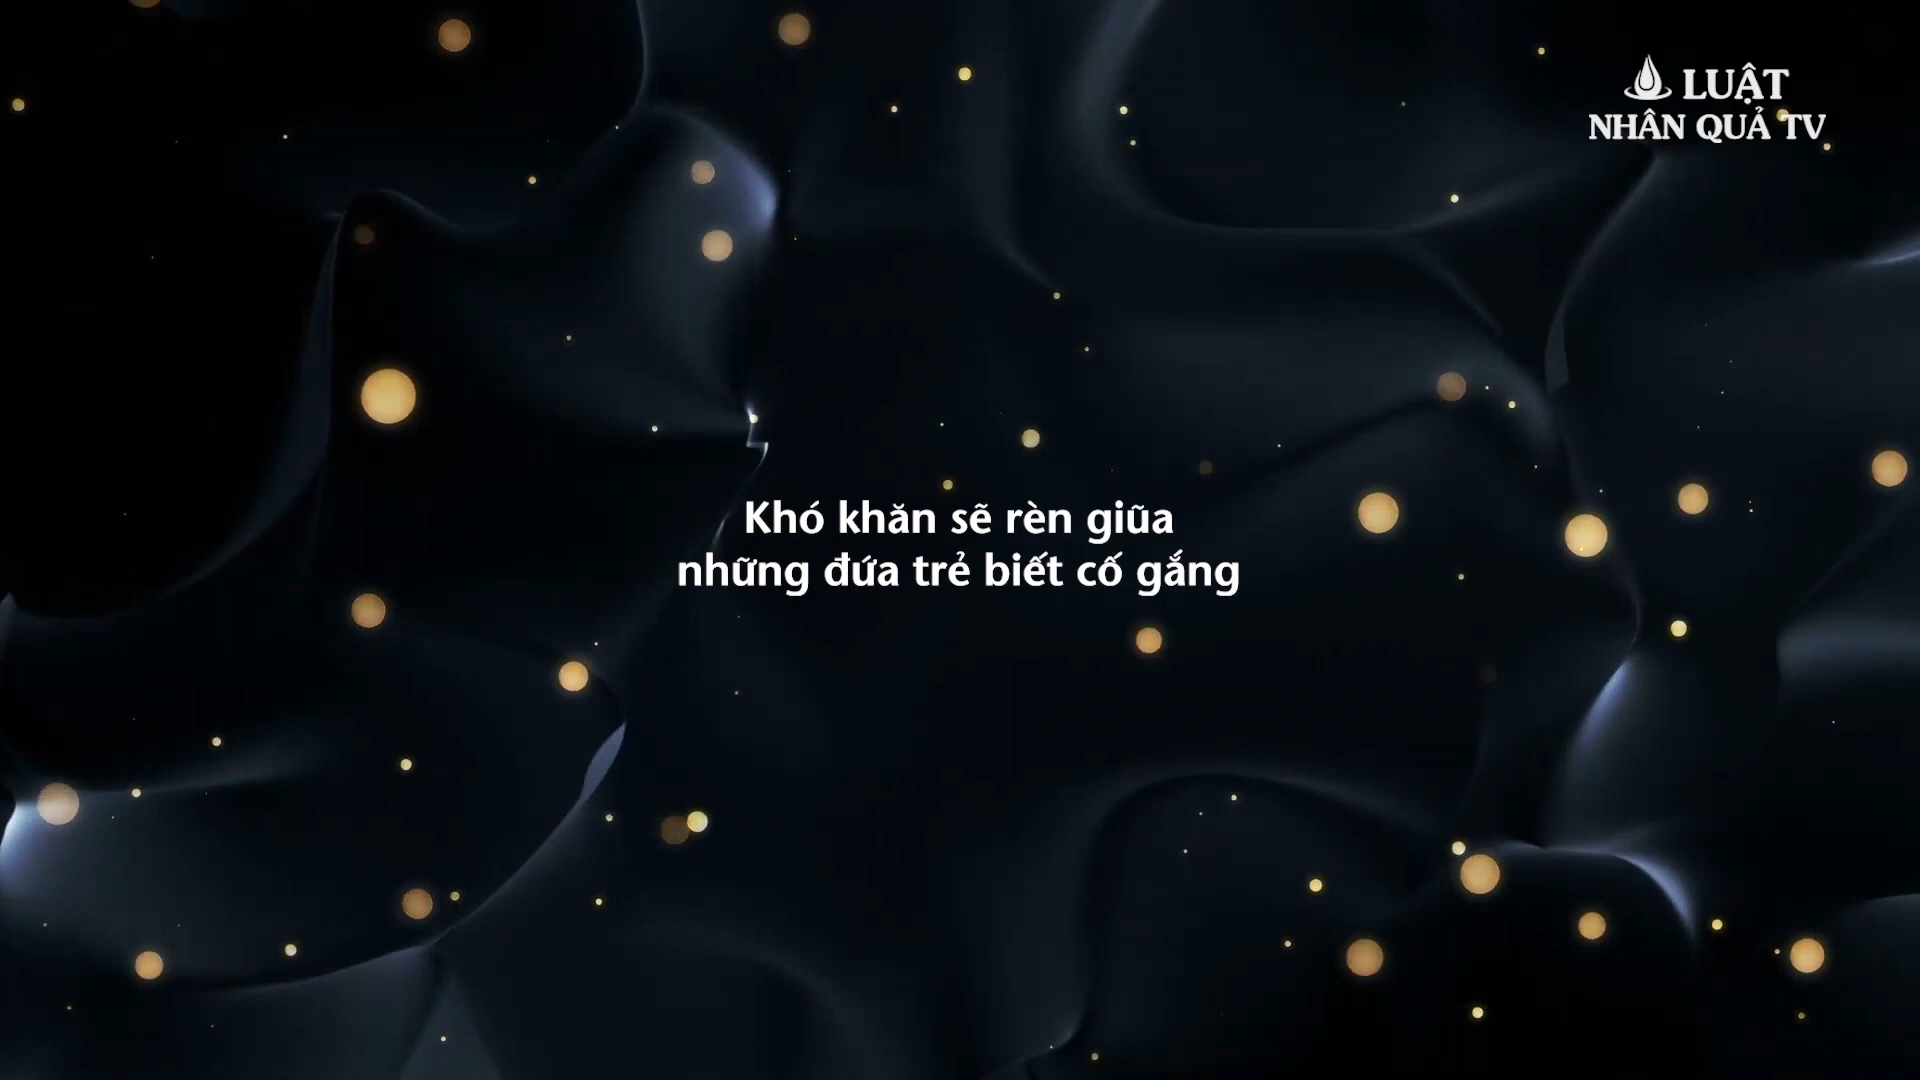 LUẬT
NHÂN QUẢ TV
Khó khăn sẽ rèn giũa
những đứa trẻ biết cố gắng